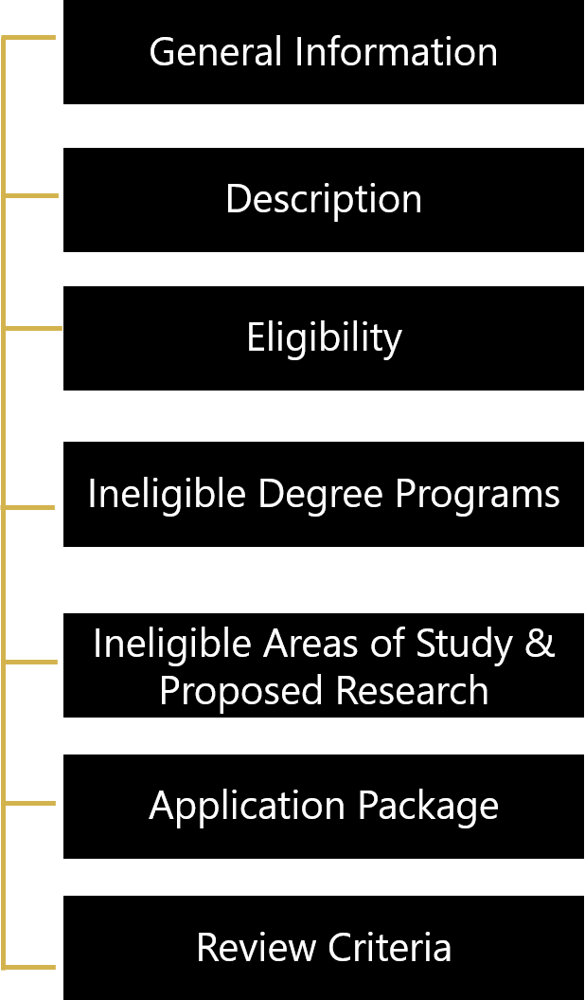 General Information
Description
Eligibility
Ineligible Degree Programs
Ineligible Areas of Study &
Proposed Research
Application Package
Review Criteria